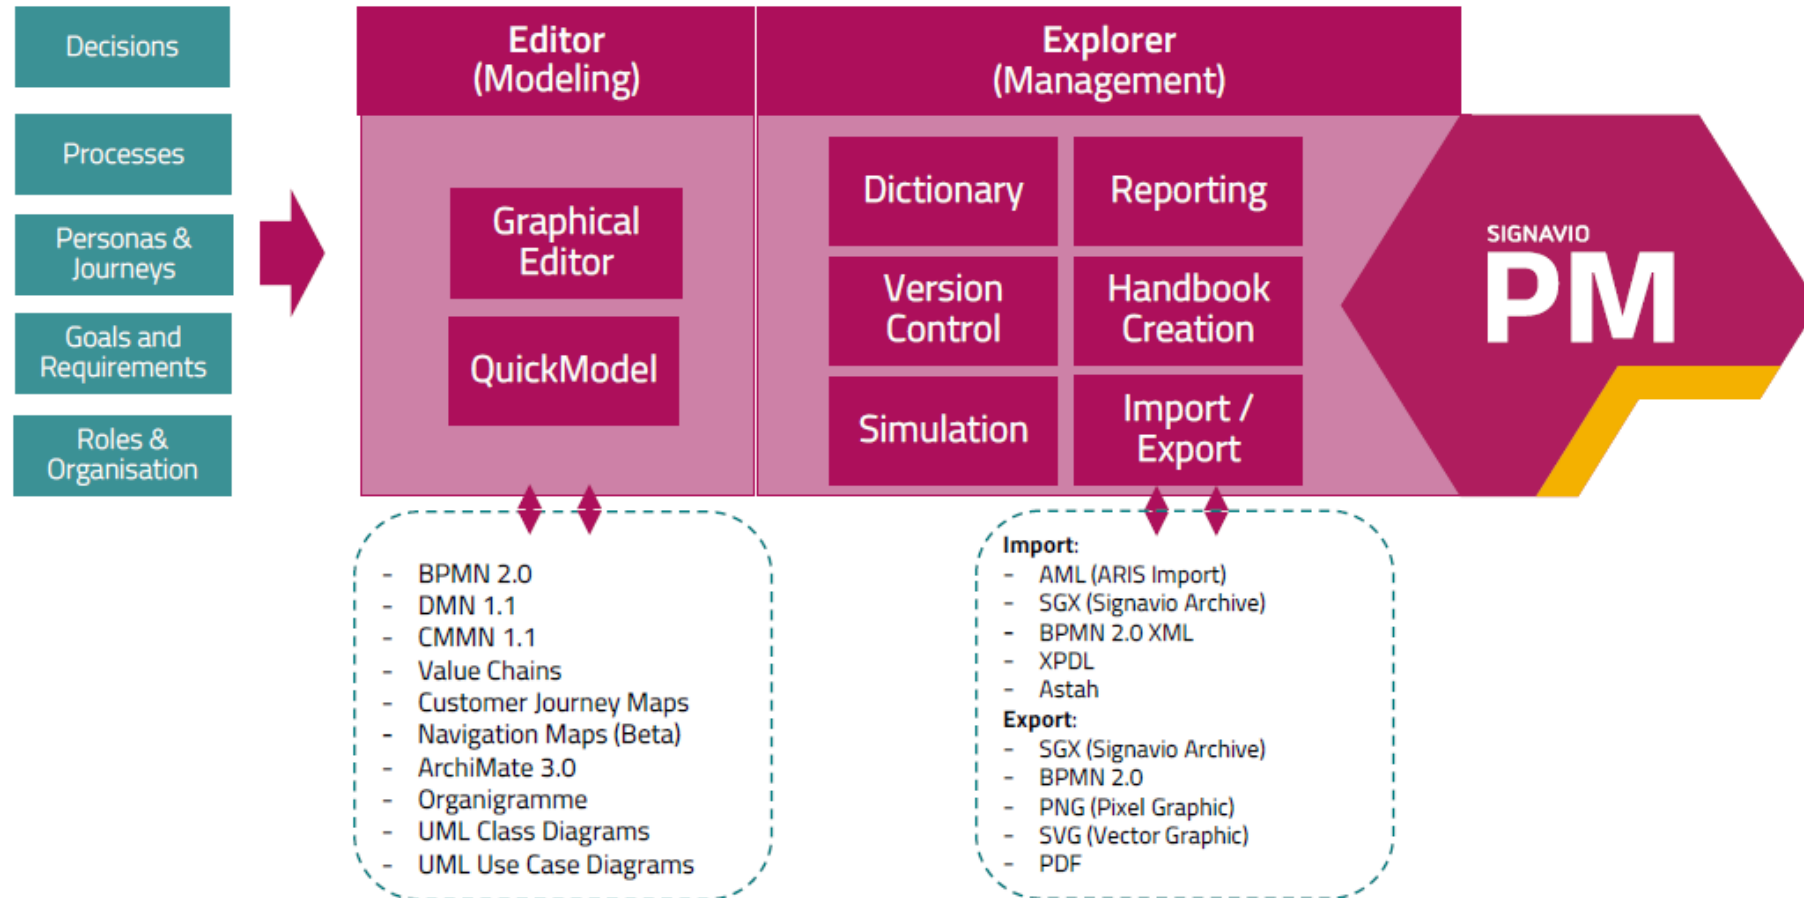 Decisions
Processes
Personas &
Journeys
Goals and
Requirements
Roles &
Organisation
Editor
(Modeling)
Graphical
Editor
QuickModel
Explorer
(Management)
Dictionary
Reporting
Version
Control
Handbook
Creation
Simulation
Import /
Export
SIGNAVIO
PM
- BPMN 2.0
- DMN 1.1
- CMMN 1.1
- Value Chains
- Customer Journey Maps
- Navigation Maps (Beta)
- ArchiMate 3.0
- Organigramme
- UML Class Diagrams
- UML Use Case Diagrams
Import:
- AML (ARIS Import)
- SGX (Signavio Archive)
- BPMN 2.0 XML
- XPDL
- Astah
Export:
- SGX (Signavio Archive)
- BPMN 2.0
- PNG (Pixel Graphic)
- SVG (Vector Graphic)
- PDF